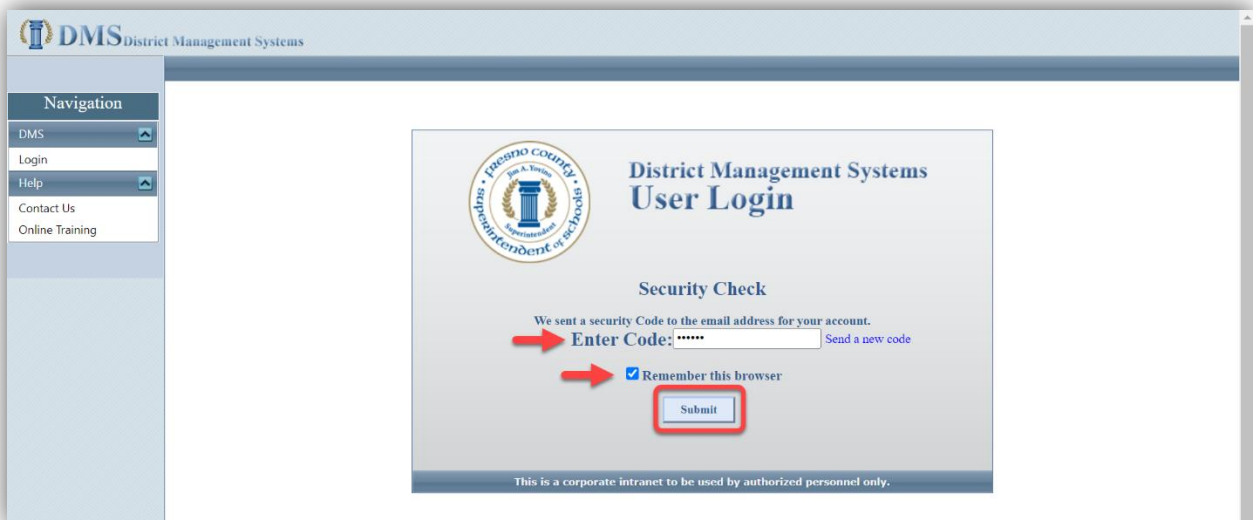 DMS District Management Systems
Navigation
DMS
Login
Help
Contact Us
Online Training
Fresno County
Superintendent of Schools
Jim A. Yovino
Superintendent
District Management Systems
User Login
Security Check
We sent a security Code to the email address for your account.
Enter Code: •••••• Send a new code
Remember this browser
Submit
This is a corporate intranet to be used by authorized personnel only.